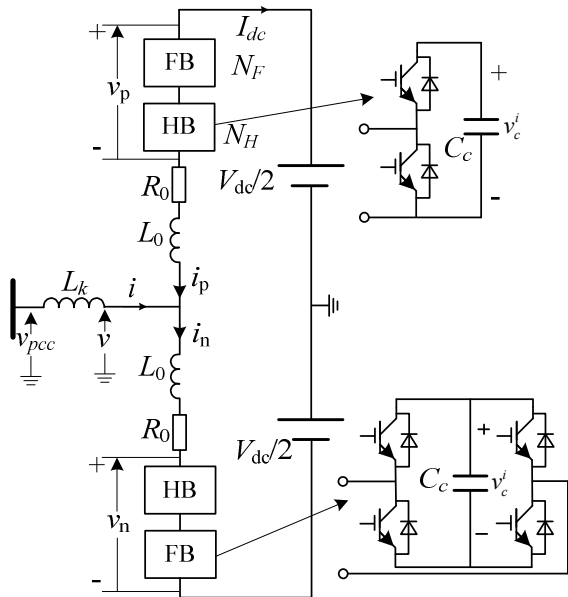 +
I_dc
FB
N_F
v_p
HB
N_H
-
R_0
V_dc/2
L_0
+
C_c
v_c^i
-
L_k
i
i_p
v_pcc
v
i_n
L_0
R_0
V_dc/2
+
HB
v_n
FB
-
C_c
+
v_c^i
-